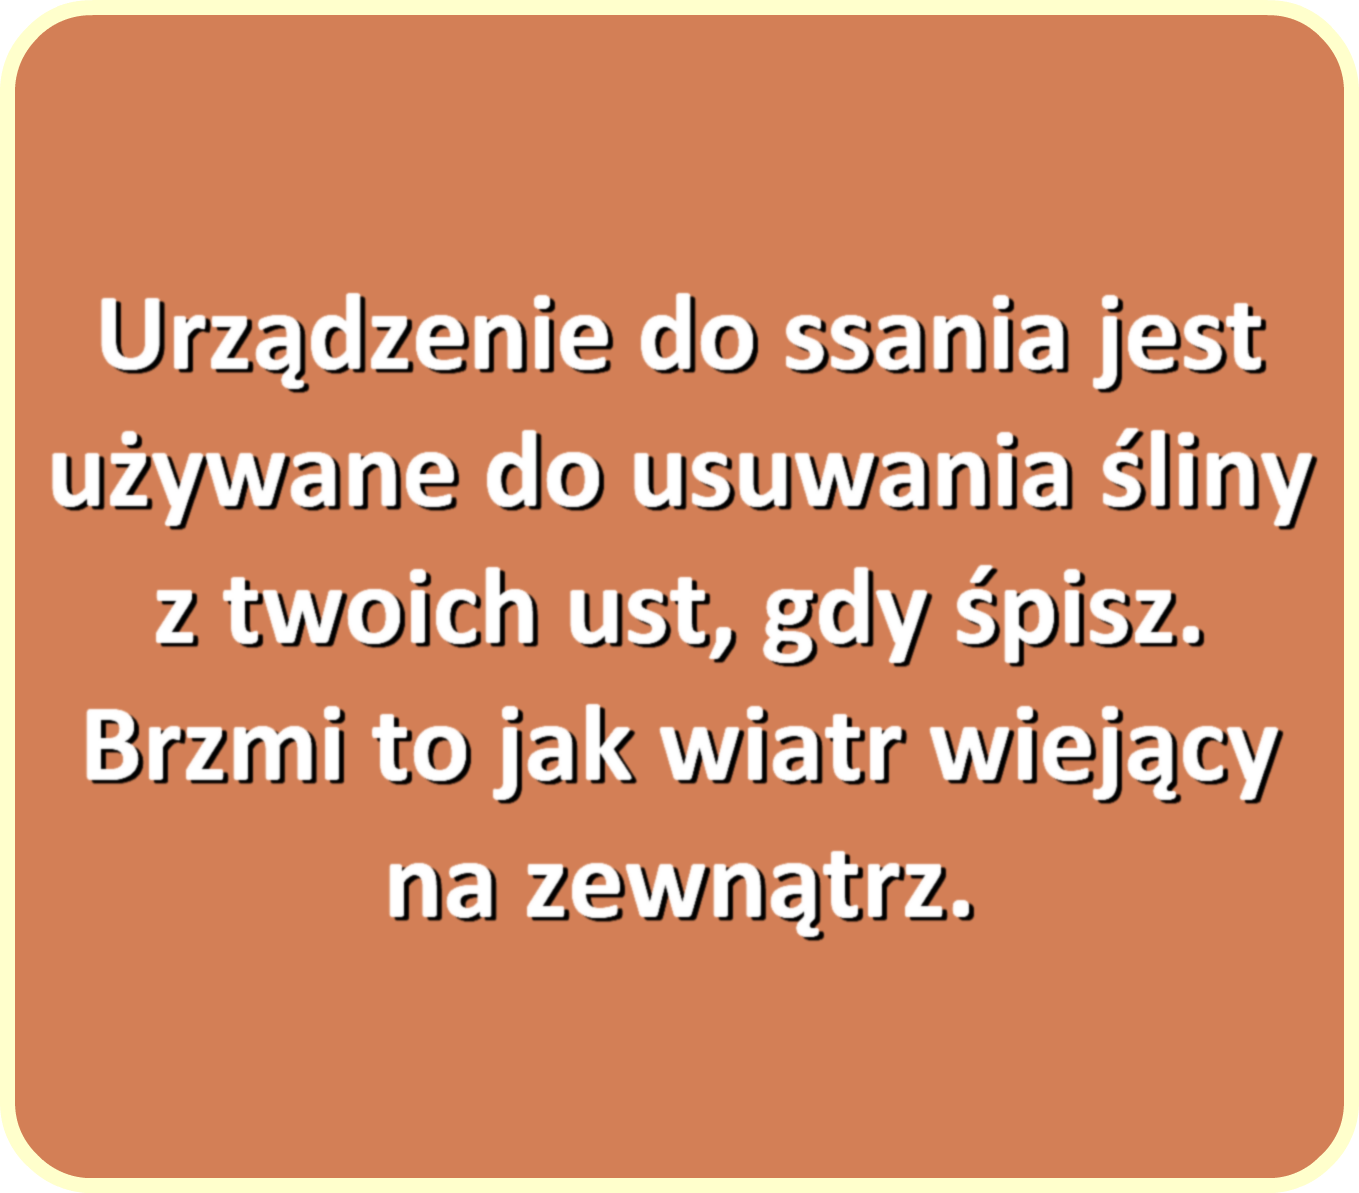 Urządzenie do ssania jest
używane do usuwania śliny
z twoich ust, gdy śpisz.
Brzmi to jak wiatr wiejący
na zewnątrz.